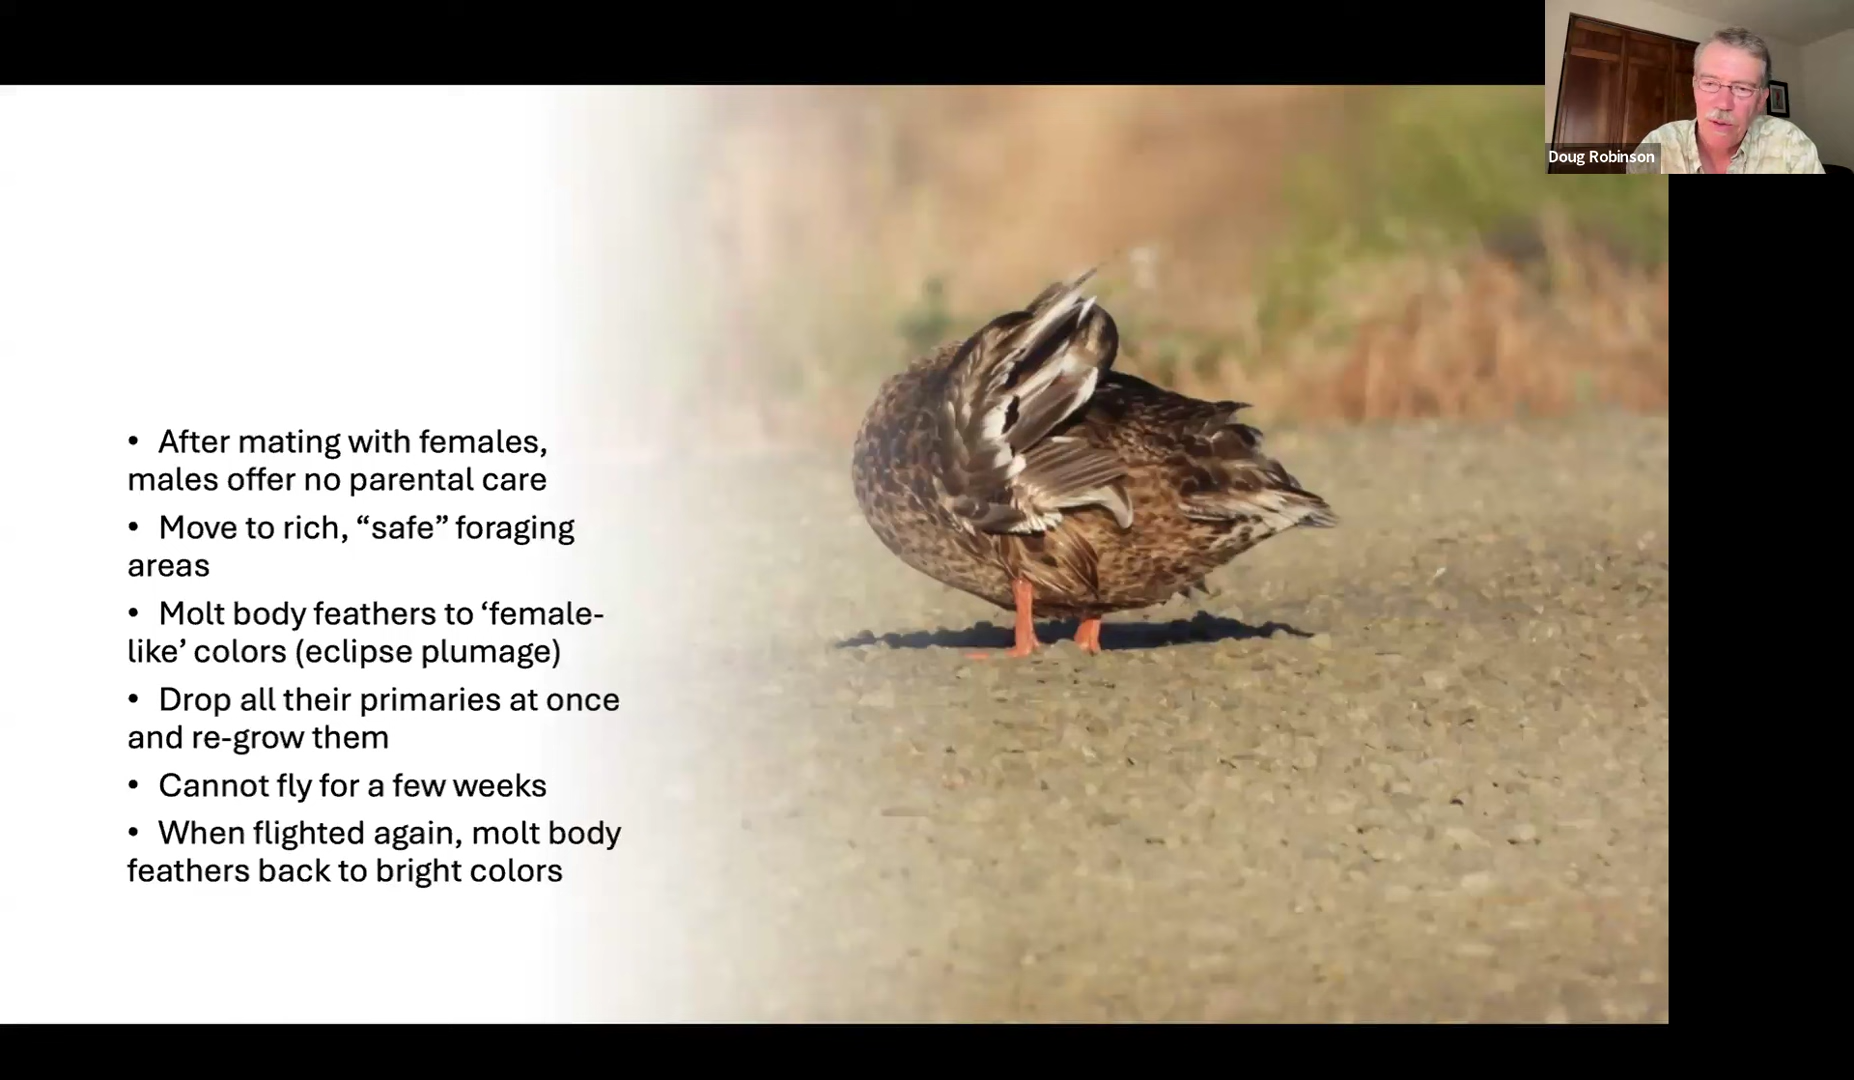 Doug Robinson
• After mating with females,
males offer no parental care
• Move to rich, “safe” foraging
areas
• Molt body feathers to ‘female-
like’ colors (eclipse plumage)
• Drop all their primaries at once
and re-grow them
• Cannot fly for a few weeks
• When flighted again, molt body
feathers back to bright colors